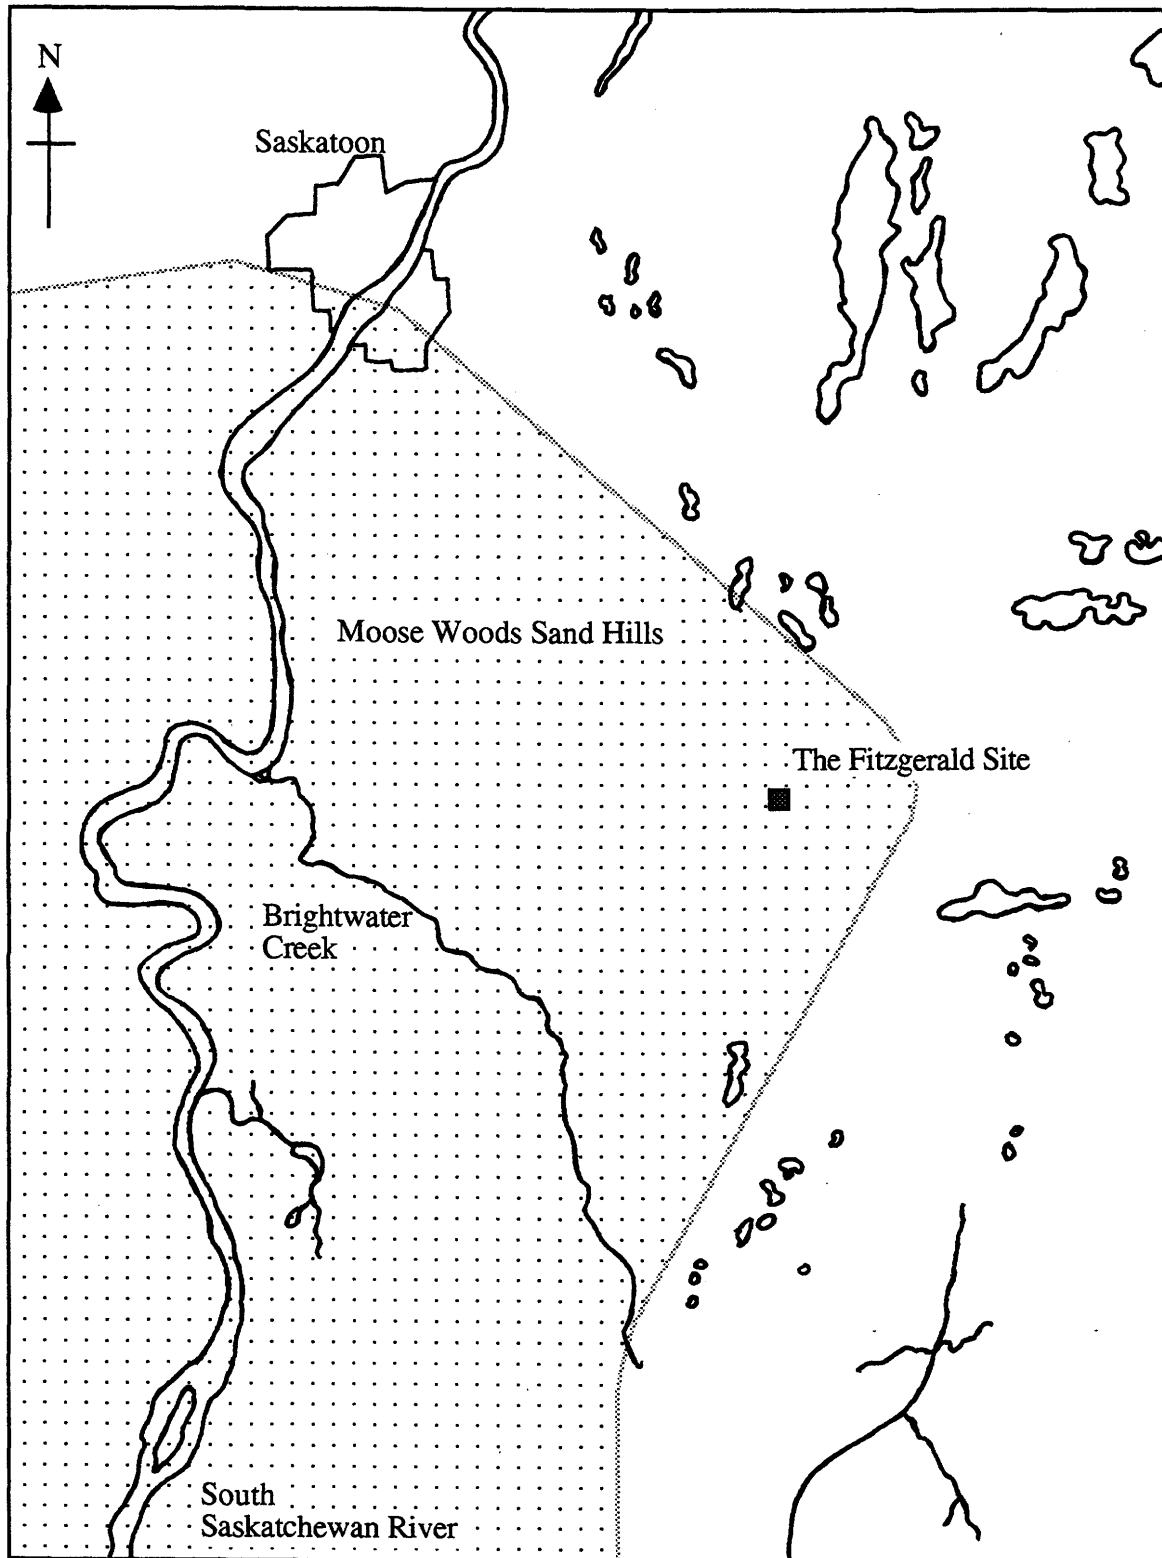 N
Saskatoon
Moose Woods Sand Hills
The Fitzgerald Site
Brightwater
Creek
South
Saskatchewan River